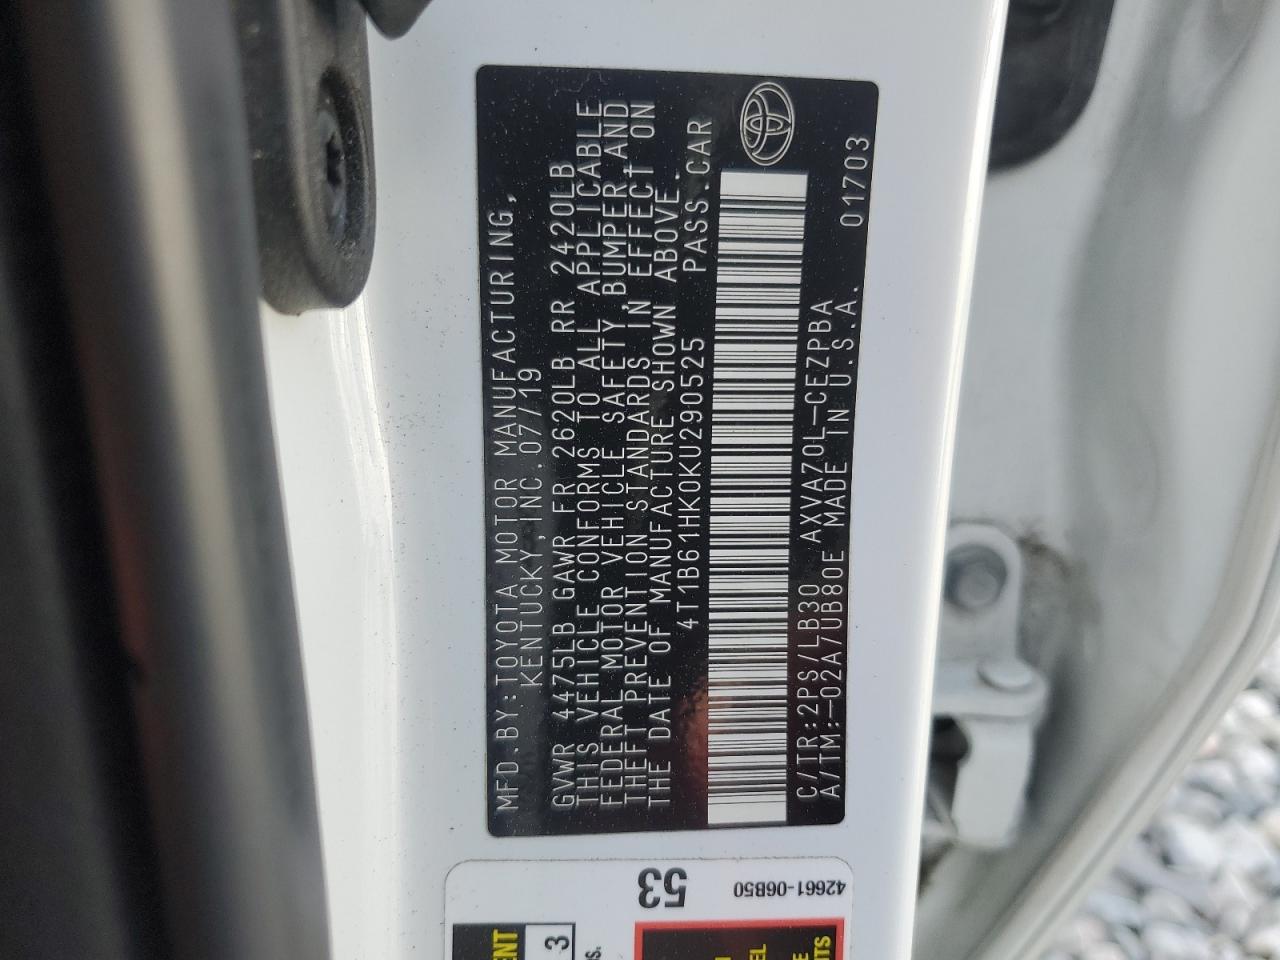 MFD.BY:TOYOTA MOTOR MANUFACTURING,
KENTUCKY,INC.07/19
GVWR 4475LB GAWR FR 2620LB RR 2420LB
THIS VEHICLE CONFORMS TO ALL APPLICABLE
FEDERAL MOTOR VEHICLE SAFETY,BUMPER,AND
THEFT PREVENTION STANDARDS IN EFFECT ON
THE DATE OF MANUFACTURE SHOWN ABOVE.
4T1B61HK0KU290525 PASS.CAR
C/TR:2PS/LB30 AXVA70L-CEZPBA
A/TM:-02A/UB80E MADE IN U.S.A. 01703
53
42661-06B50
3